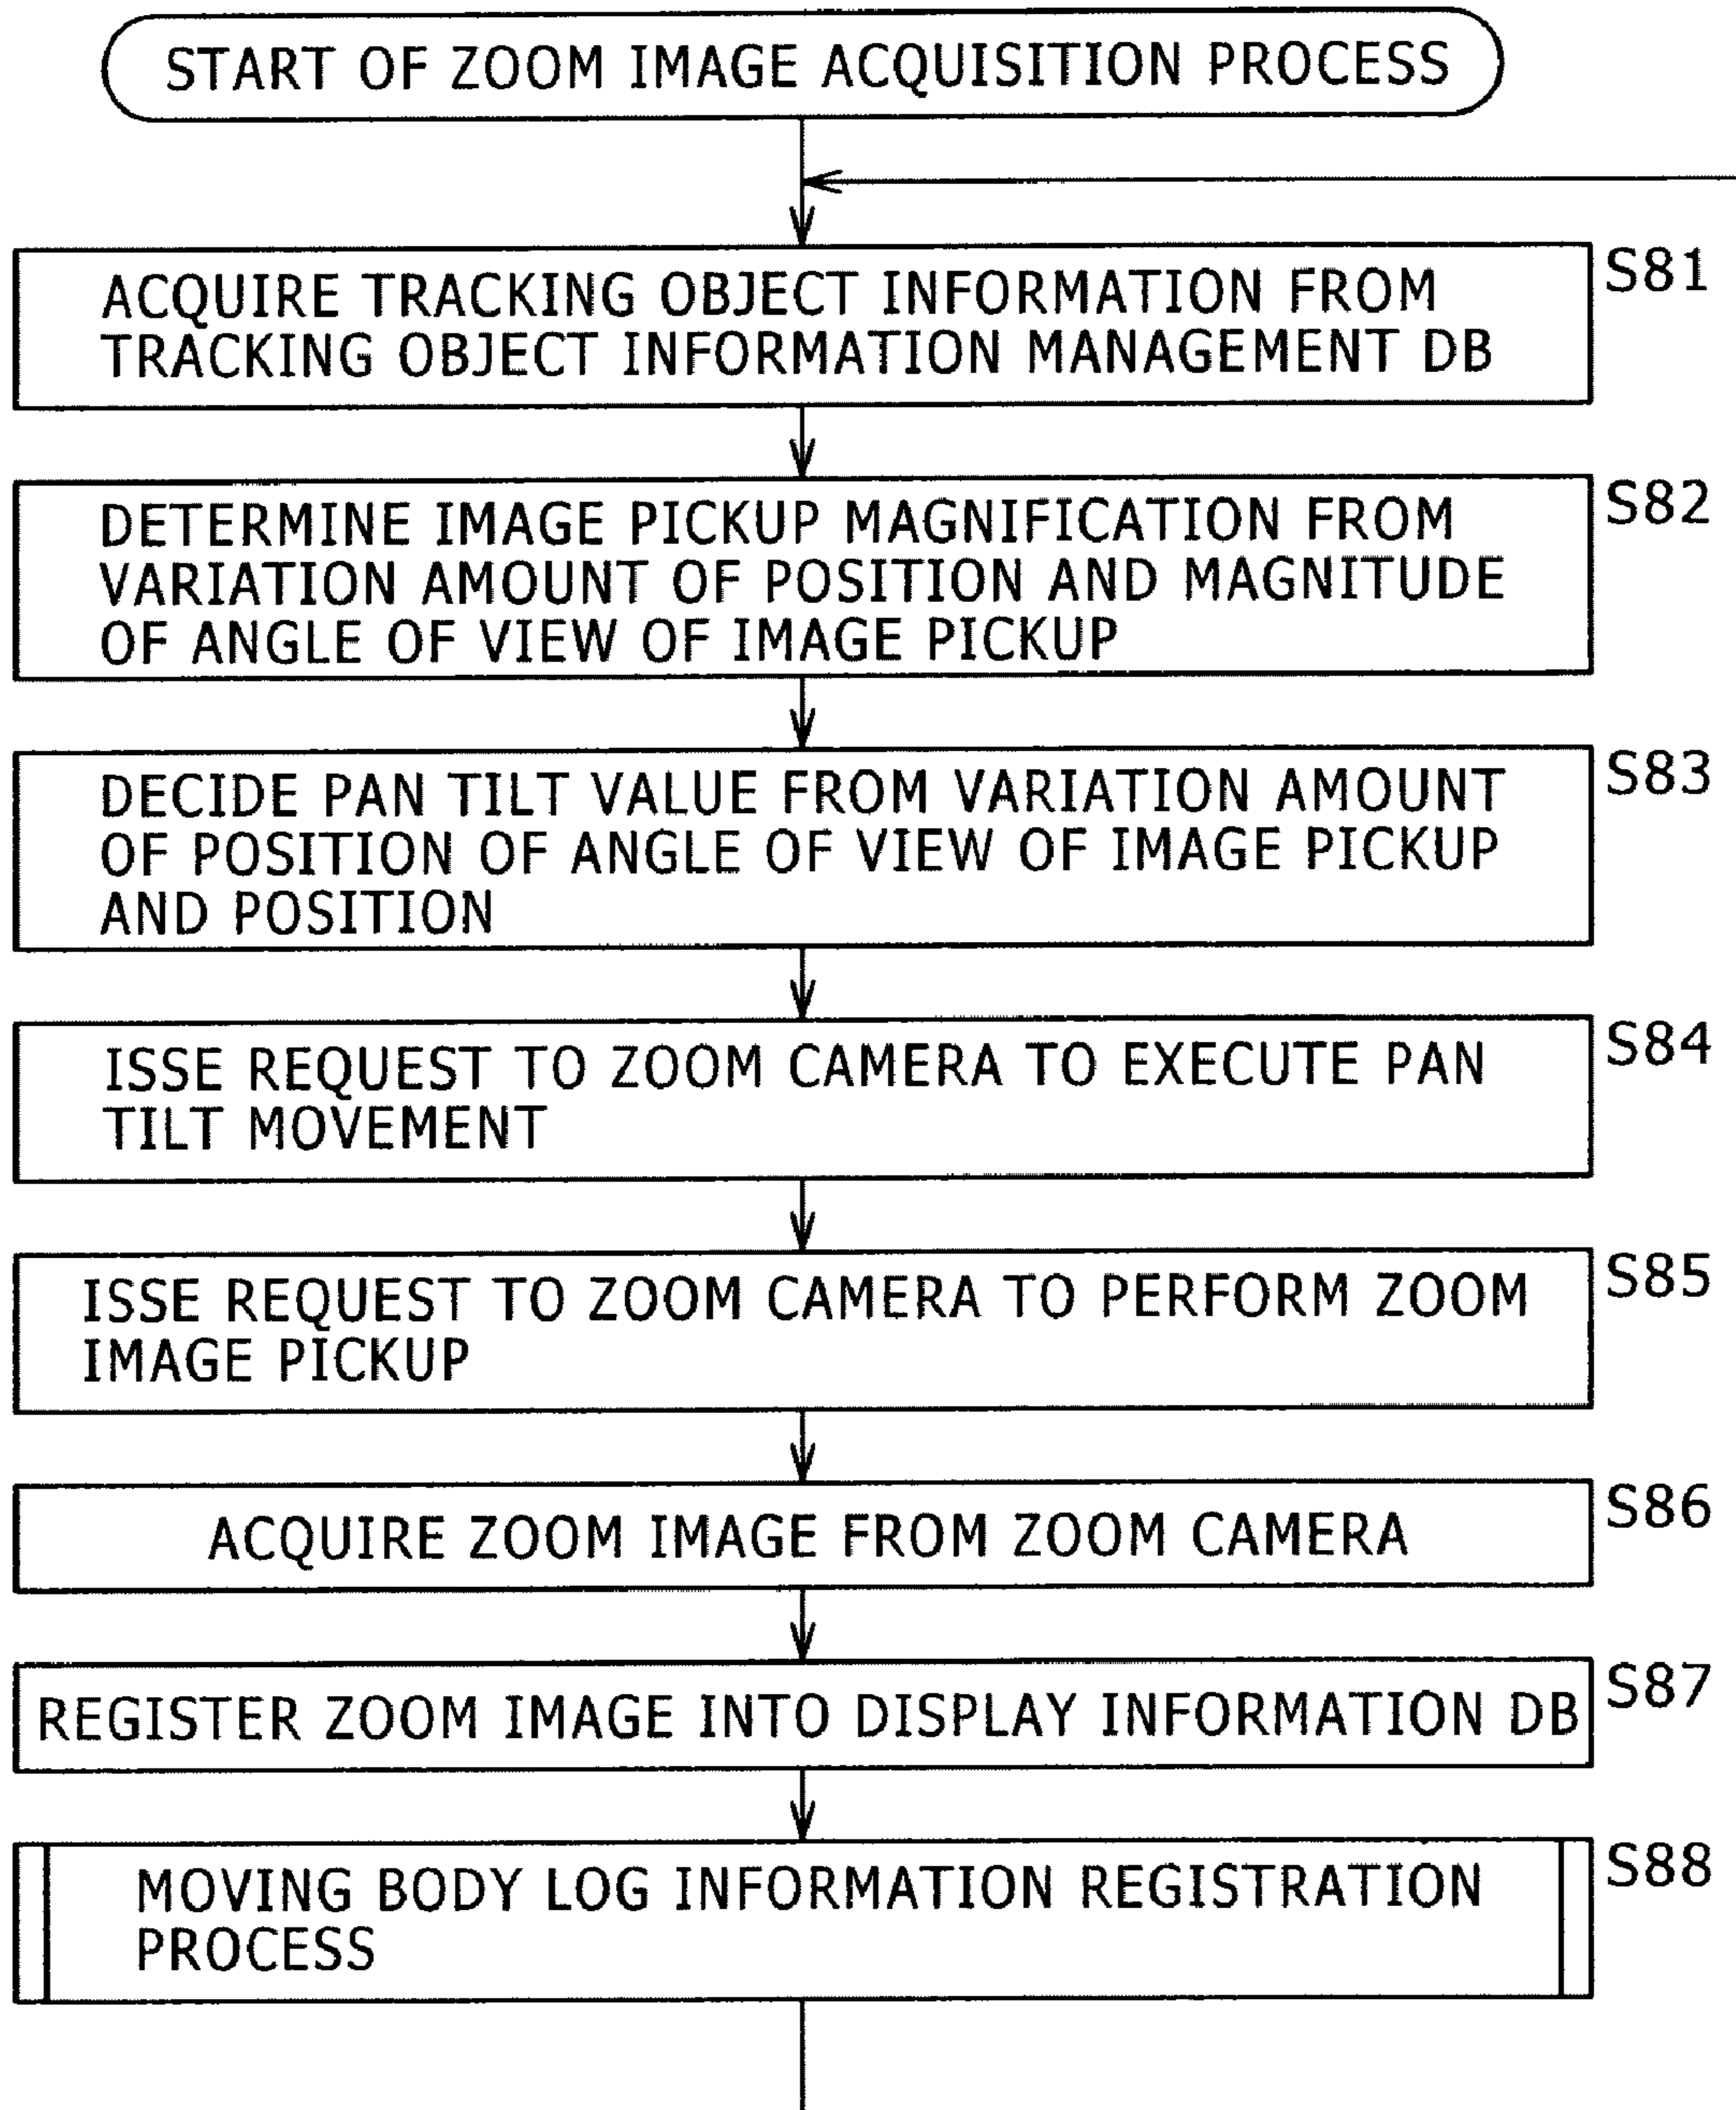 START OF ZOOM IMAGE ACQUISITION PROCESS
S81
ACQUIRE TRACKING OBJECT INFORMATION FROM
TRACKING OBJECT INFORMATION MANAGEMENT DB
S82
DETERMINE IMAGE PICKUP MAGNIFICATION FROM
VARIATION AMOUNT OF POSITION AND MAGNITUDE
OF ANGLE OF VIEW OF IMAGE PICKUP
S83
DECIDE PAN TILT VALUE FROM VARIATION AMOUNT
OF POSITION OF ANGLE OF VIEW OF IMAGE PICKUP
AND POSITION
S84
ISSE REQUEST TO ZOOM CAMERA TO EXECUTE PAN
TILT MOVEMENT
S85
ISSE REQUEST TO ZOOM CAMERA TO PERFORM ZOOM
IMAGE PICKUP
S86
ACQUIRE ZOOM IMAGE FROM ZOOM CAMERA
S87
REGISTER ZOOM IMAGE INTO DISPLAY INFORMATION DB
S88
MOVING BODY LOG INFORMATION REGISTRATION
PROCESS